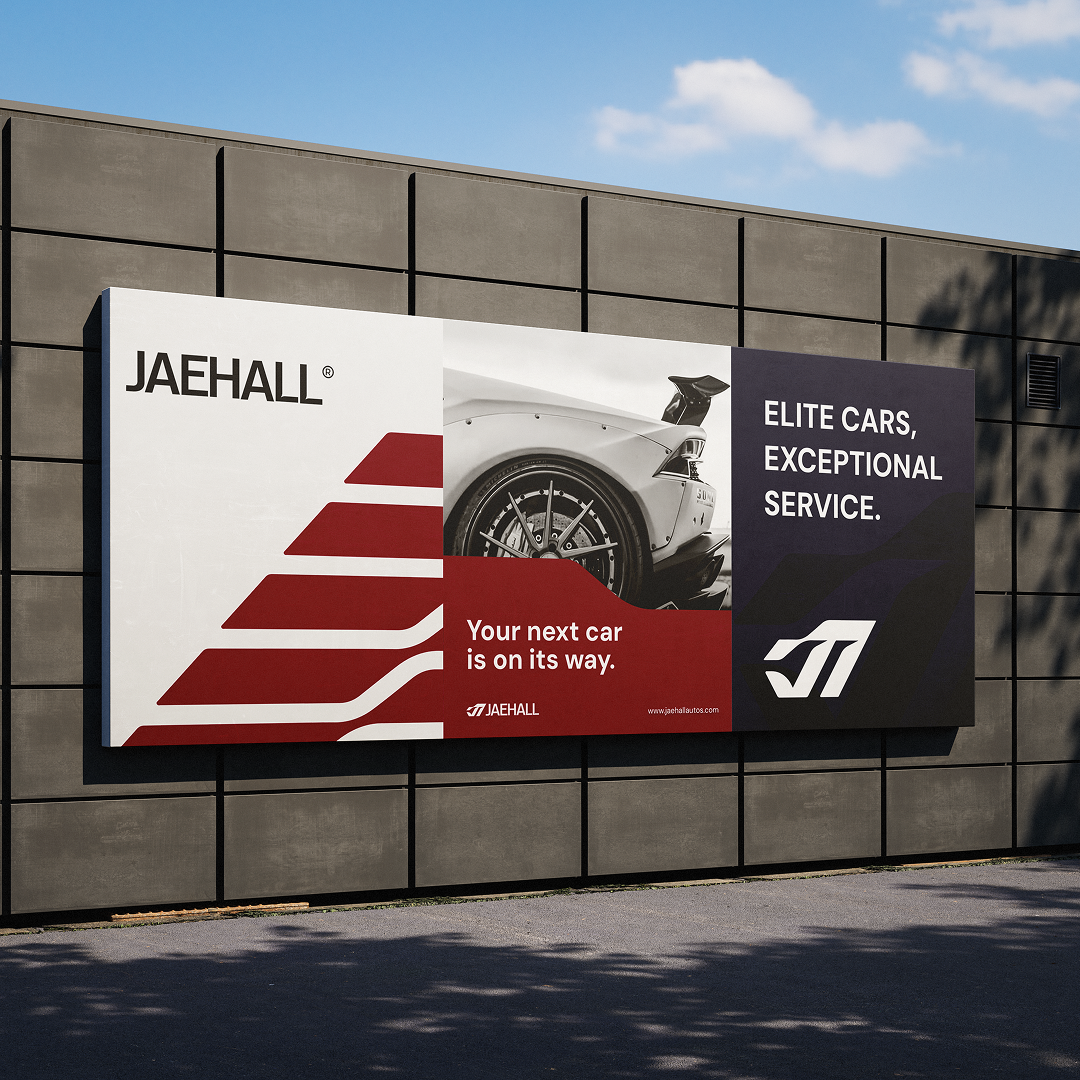 JAEHALL®
Your next car
is on its way.
JAEHALL
www.jaehallautos.com
ELITE CARS,
EXCEPTIONAL
SERVICE.